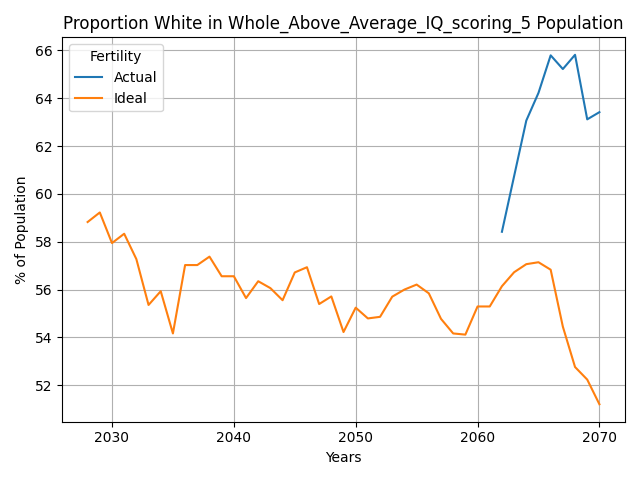 Proportion White in Whole_Above_Average_IQ_scoring_5 Population
Fertility
Actual
Ideal
66
64
62
60
58
56
54
52
% of Population
2030
2040
2050
2060
2070
Years